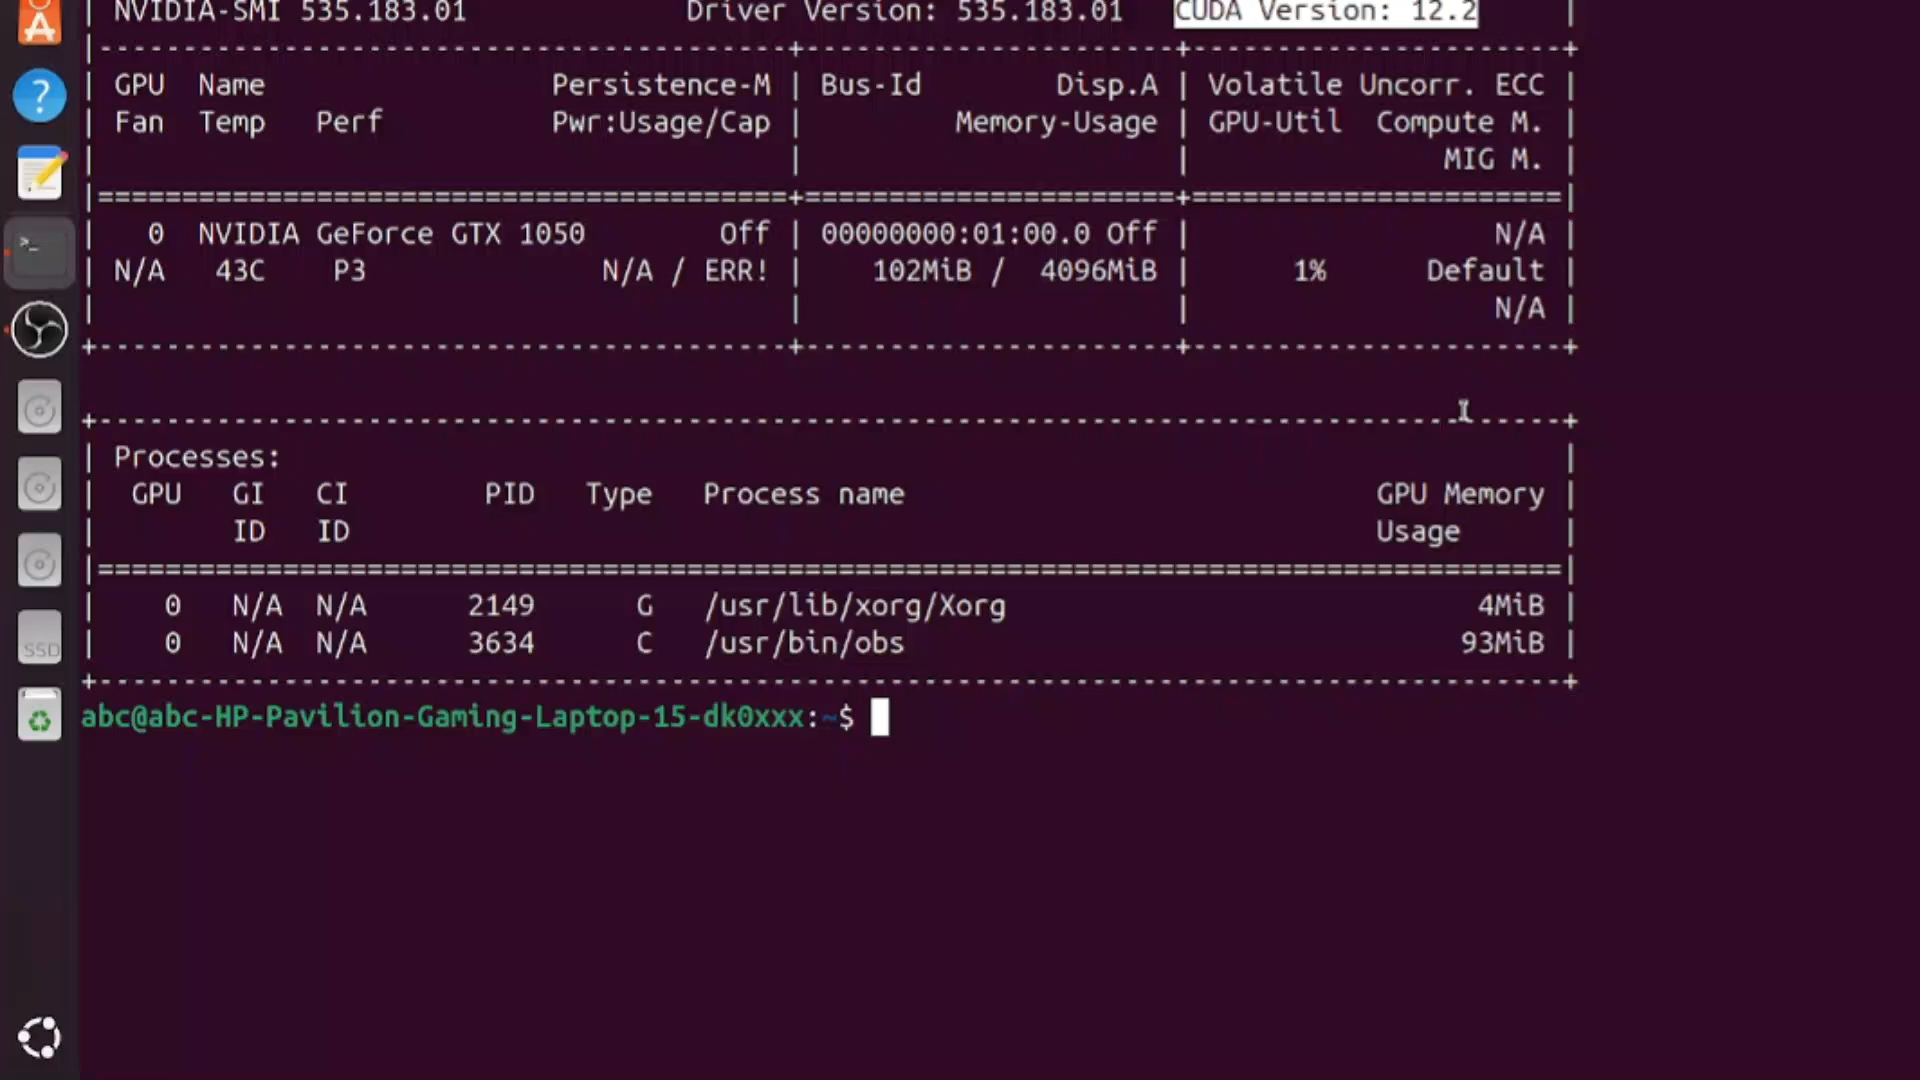 NVIDIA-SMI 535.183.01 Driver Version: 535.183.01 CUDA Version: 12.2
GPU Name Persistence-M | Bus-Id Disp.A | Volatile Uncorr. ECC
Fan Temp Perf Pwr:Usage/Cap | Memory-Usage | GPU-Util Compute M.
MIG M.
0 NVIDIA GeForce GTX 1050 Off | 00000000:01:00.0 Off | N/A
N/A 43C P3 N/A / ERR! | 102MiB / 4096MiB | 1% Default
N/A
Processes:
GPU GI CI PID Type Process name GPU Memory
ID ID Usage
0 N/A N/A 2149 G /usr/lib/xorg/Xorg 4MiB
0 N/A N/A 3634 C /usr/bin/obs 93MiB
abc@abc-HP-Pavilion-Gaming-Laptop-15-dk0xxx:~$
SSD